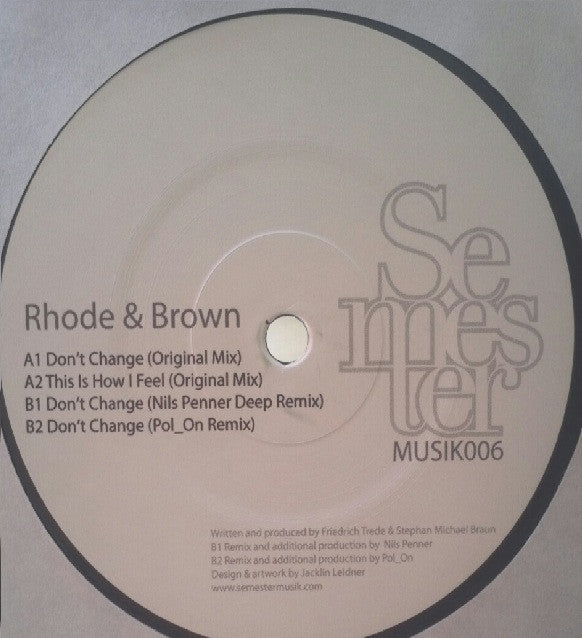 Rhode & Brown
A1 Don't Change (Original Mix)
A2 This Is How I Feel (Original Mix)
B1 Don't Change (Nils Penner Deep Remix)
B2 Don't Change (Pol_On Remix)
Se
mes
ter
MUSIK006
Written and produced by Friedrich Trede & Stephan Michael Braun
B1 Remix and additional production by Nils Penner
B2 Remix and additional production by Pol_On
Design & artwork by Jacklin Leidner
www.semestermusik.com